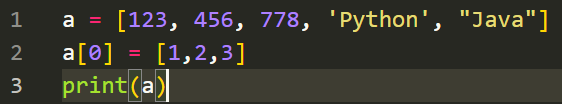 1 a = [123, 456, 778, 'Python', "Java"]
2 a[0] = [1,2,3]
3 print(a)